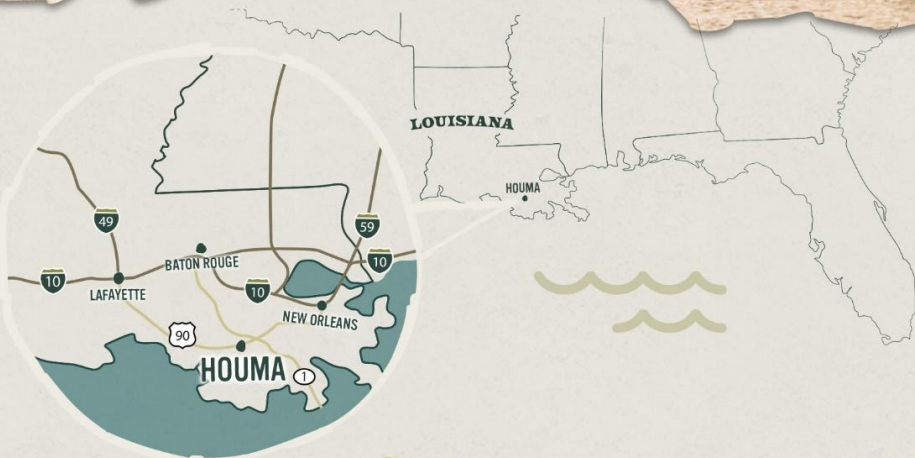 LOUISIANA
HOUMA
49
59
BATON ROUGE
10
10
LAFAYETTE
10
NEW ORLEANS
90
HOUMA
1